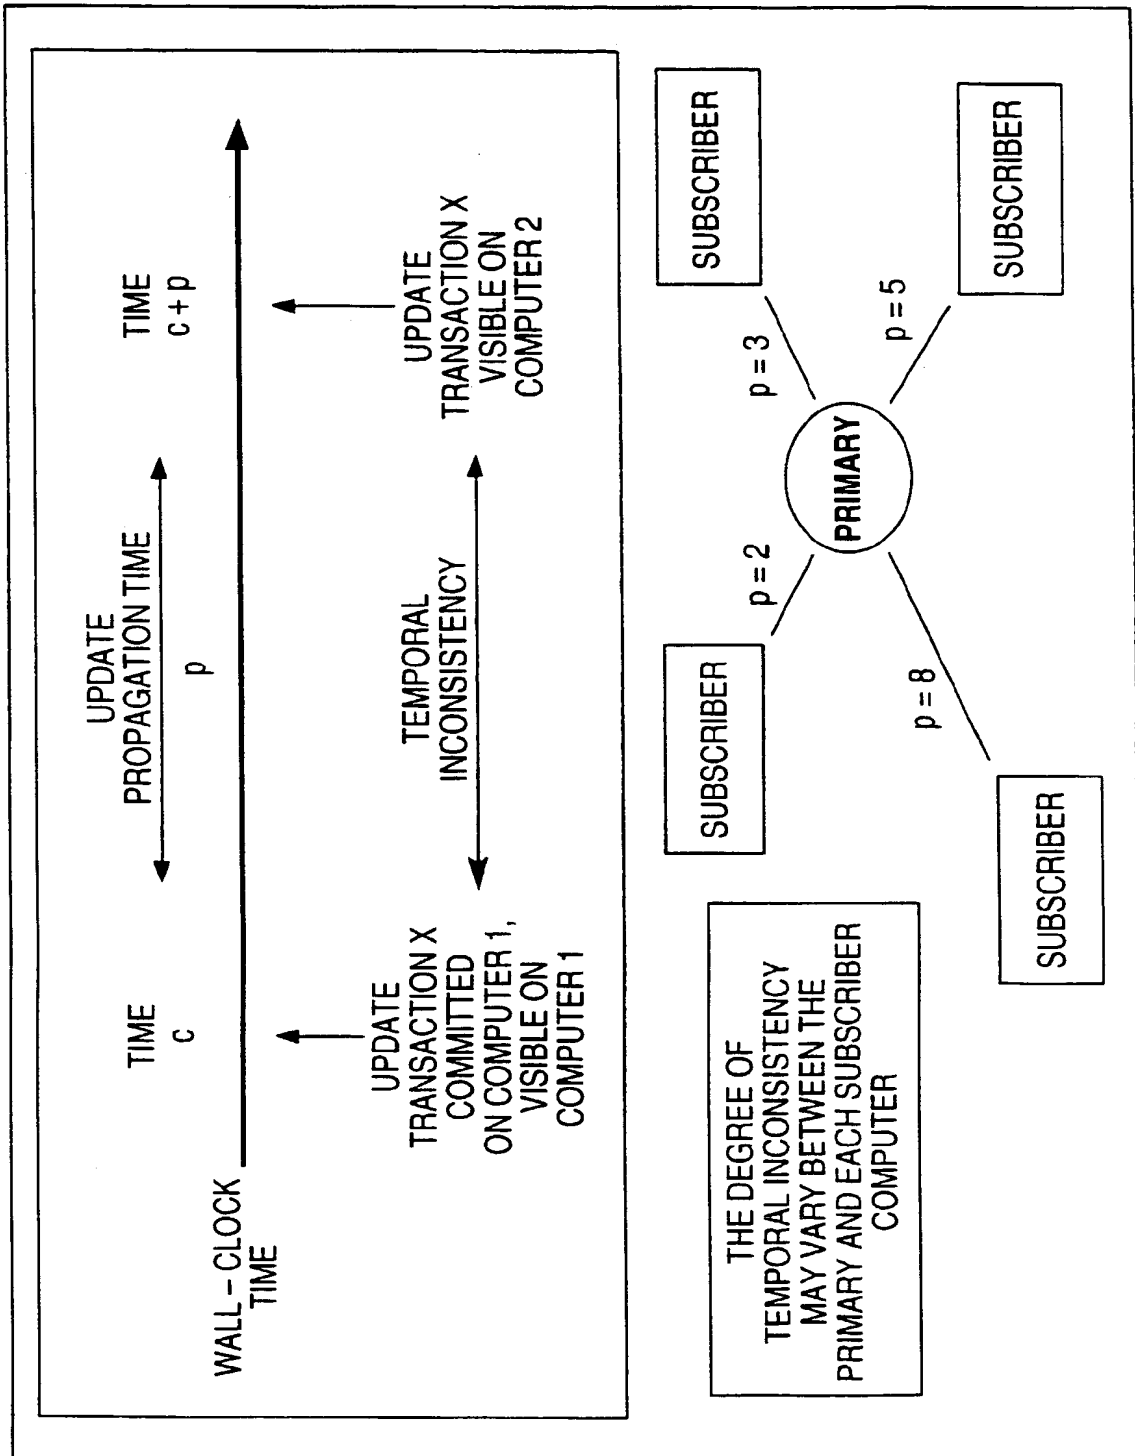 UPDATE
PROPAGATION TIME
TIME
c
p
TIME
c + p
WALL – CLOCK
TIME
UPDATE
TRANSACTION X
COMMITTED
ON COMPUTER 1,
VISIBLE ON
COMPUTER 1
TEMPORAL
INCONSISTENCY
UPDATE
TRANSACTION X
VISIBLE ON
COMPUTER 2
THE DEGREE OF
TEMPORAL INCONSISTENCY
MAY VARY BETWEEN THE
PRIMARY AND EACH SUBSCRIBER
COMPUTER
SUBSCRIBER
SUBSCRIBER
p = 2
p = 3
PRIMARY
p = 8
p = 5
SUBSCRIBER
SUBSCRIBER